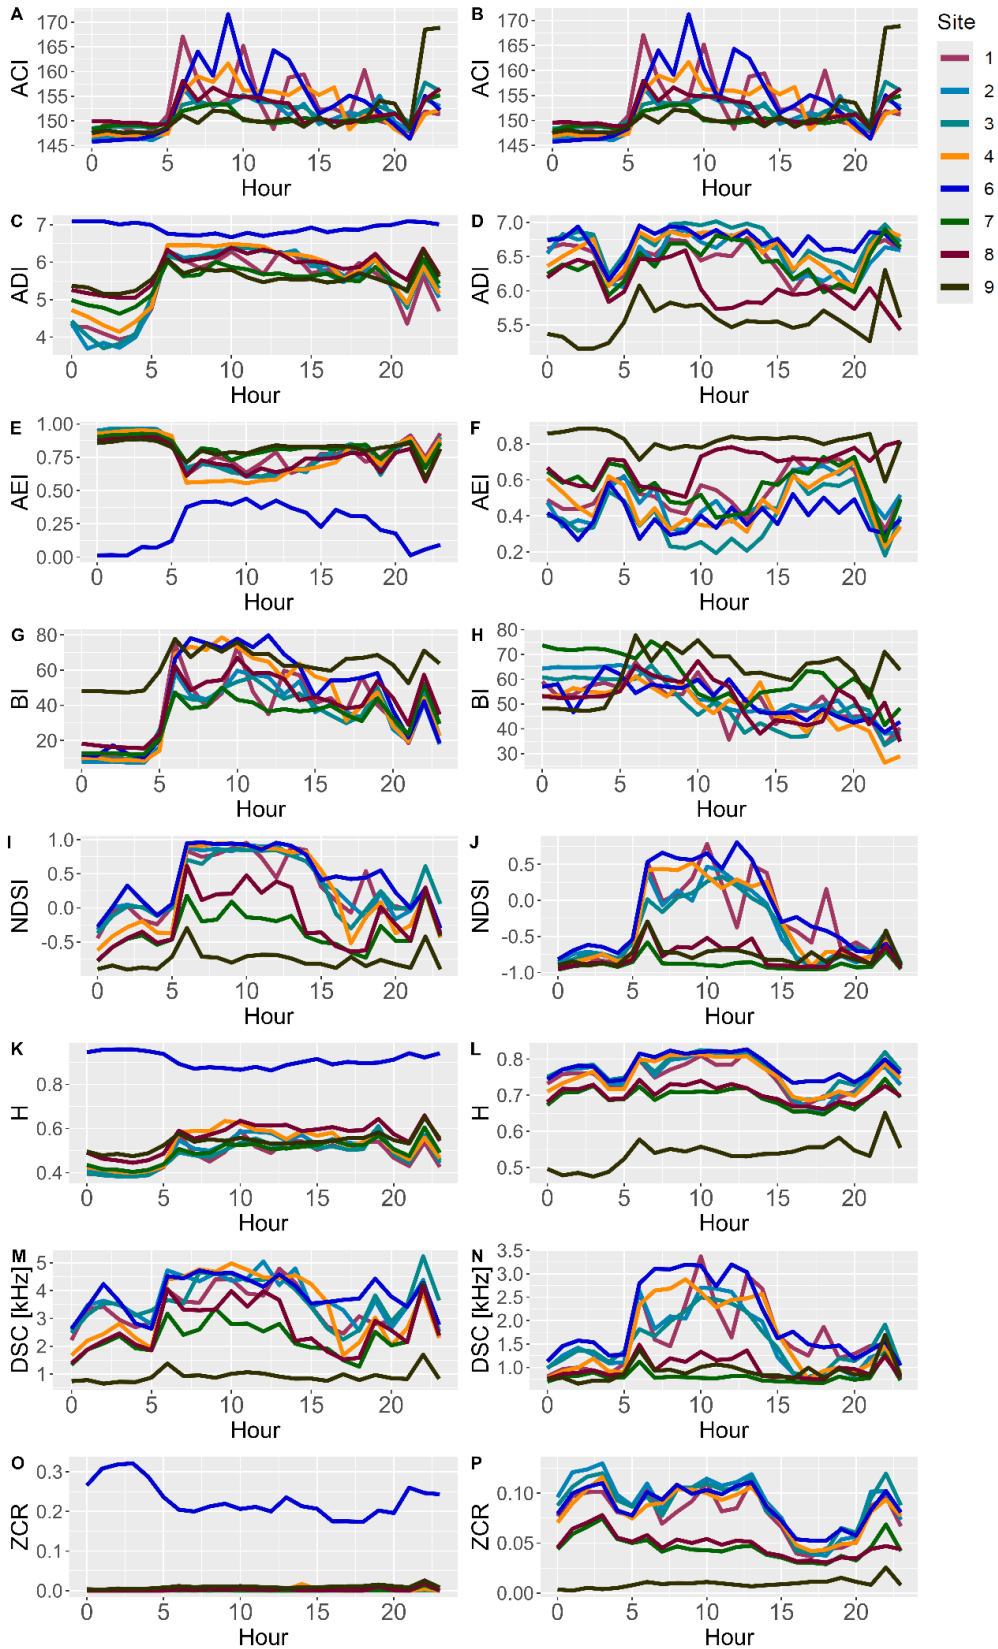 A
ACI
170
165
160
155
150
145
0 5 10 15 20
Hour
B
ACI
170
165
160
155
150
145
0 5 10 15 20
Hour
Site
1
2
3
4
6
7
8
9
C
ADI
7
6
5
4
0 5 10 15 20
Hour
D
ADI
7.0
6.5
6.0
5.5
0 5 10 15 20
Hour
E
AEI
1.00
0.75
0.50
0.25
0.00
0 5 10 15 20
Hour
F
AEI
0.8
0.6
0.4
0.2
0 5 10 15 20
Hour
G
BI
80
60
40
20
0 5 10 15 20
Hour
H
BI
80
70
60
50
40
30
0 5 10 15 20
Hour
I
NDSI
1.0
0.5
0.0
-0.5
0 5 10 15 20
Hour
J
NDSI
0.5
0.0
-0.5
-1.0
0 5 10 15 20
Hour
K
H
0.8
0.6
0.4
0 5 10 15 20
Hour
L
H
0.8
0.7
0.6
0.5
0 5 10 15 20
Hour
M
DSC [kHz]
5
4
3
2
1
0 5 10 15 20
Hour
N
DSC [kHz]
3.5
3.0
2.5
2.0
1.5
1.0
0 5 10 15 20
Hour
O
ZCR
0.3
0.2
0.1
0.0
0 5 10 15 20
Hour
P
ZCR
0.10
0.05
0.00
0 5 10 15 20
Hour